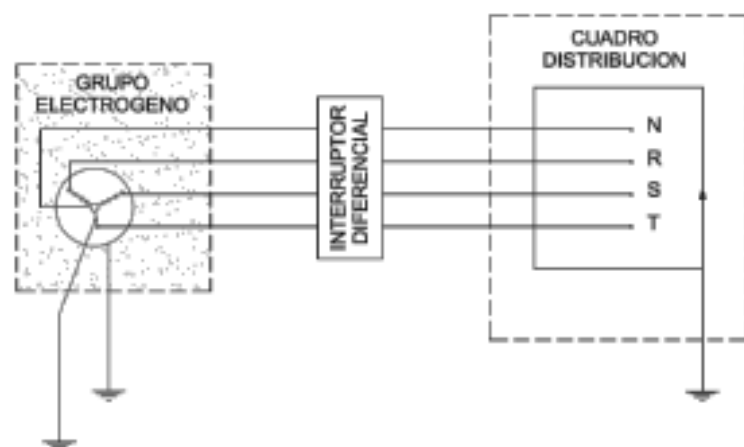 GRUPO
ELECTROGENO
INTERRUPTOR
DIFERENCIAL
CUADRO
DISTRIBUCION
N
R
S
T